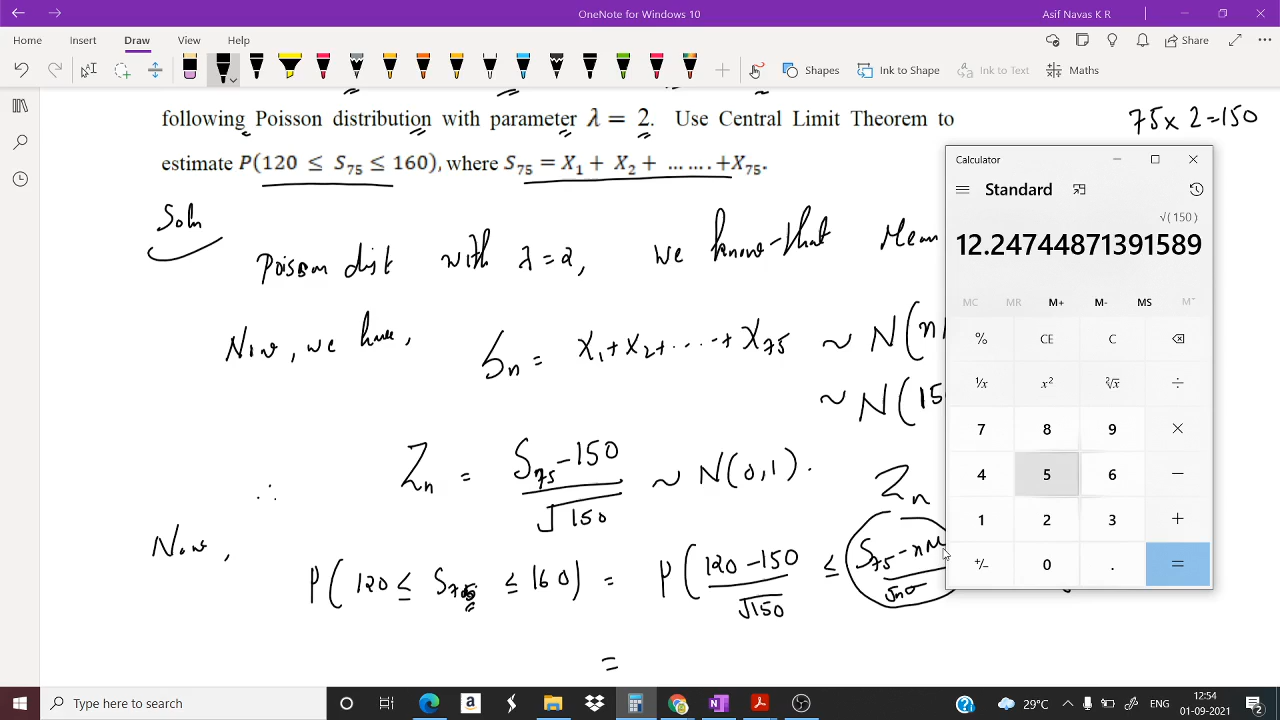 OneNote for Windows 10
Asif Navas K R
Home Insert Draw View Help
Share
Shapes Ink to Shape Ink to Text Maths
following Poisson distribution with parameter λ = 2. Use Central Limit Theorem to
75 x 2 = 150
estimate P(120 ≤ S₇₅ ≤ 160), where S₇₅ = X₁ + X₂ + ... ... . +X₇₅.
Soln
Poisson dist with λ = 2, we know that Mean
Now, we have, Sₙ = X₁ + X₂ + ..... + X₇₅ ~ N(n
~ N(15
∴ Zₙ = S₇₅ - 150 / √150 ~ N(0,1).
Zₙ
Now,
P(120 ≤ S₇₅ ≤ 160) = P(120 - 150 / √150 ≤ S₇₅ - nμ / √n σ
=
Calculator
Standard
√(150)
12.24744871391589
MC MR M+ M- MS M˅
% CE C
¹/x x² ²√x ÷
7 8 9 ×
4 5 6 −
1 2 3 +
+/− 0 . =
Type here to search
29°C
ENG
12:54
01-09-2021